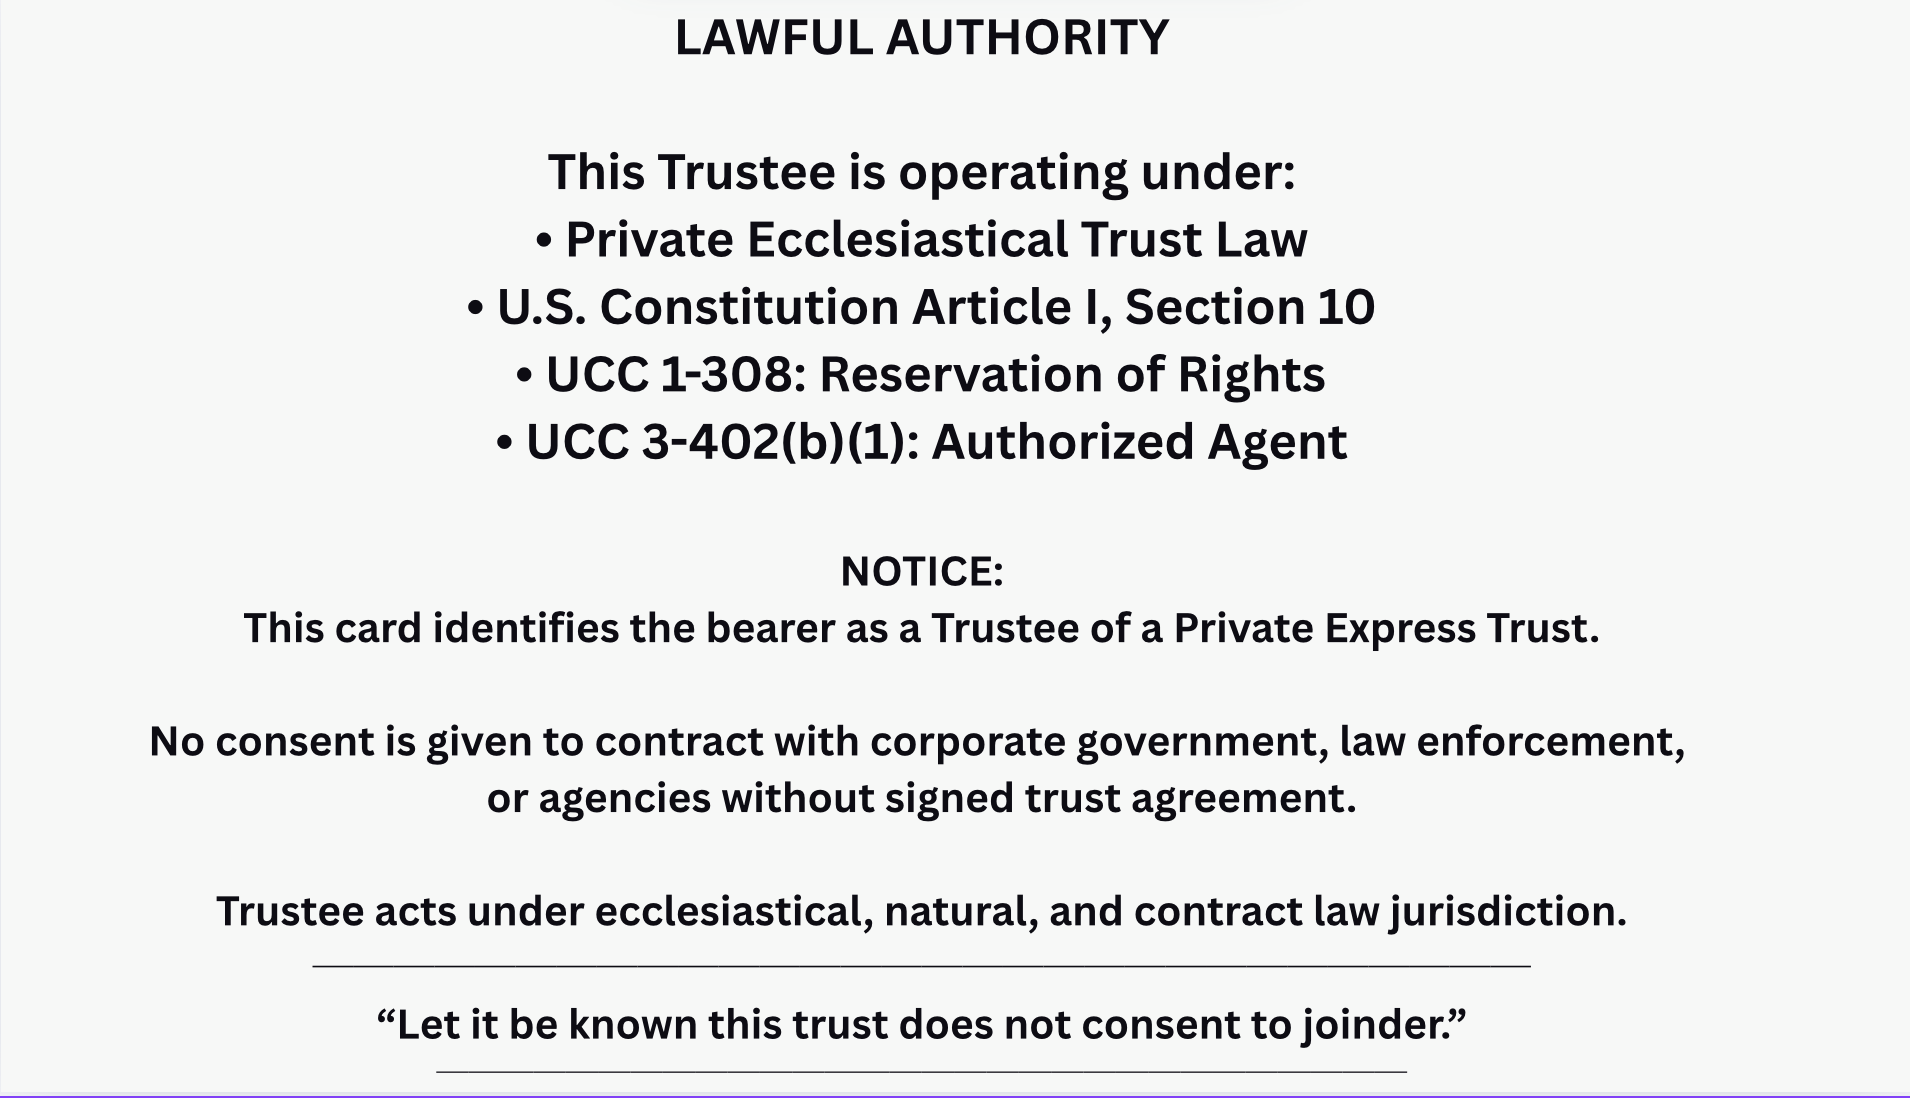 LAWFUL AUTHORITY
This Trustee is operating under:
• Private Ecclesiastical Trust Law
• U.S. Constitution Article I, Section 10
• UCC 1-308: Reservation of Rights
• UCC 3-402(b)(1): Authorized Agent
NOTICE:
This card identifies the bearer as a Trustee of a Private Express Trust.
No consent is given to contract with corporate government, law enforcement,
or agencies without signed trust agreement.
Trustee acts under ecclesiastical, natural, and contract law jurisdiction.
“Let it be known this trust does not consent to joinder.”